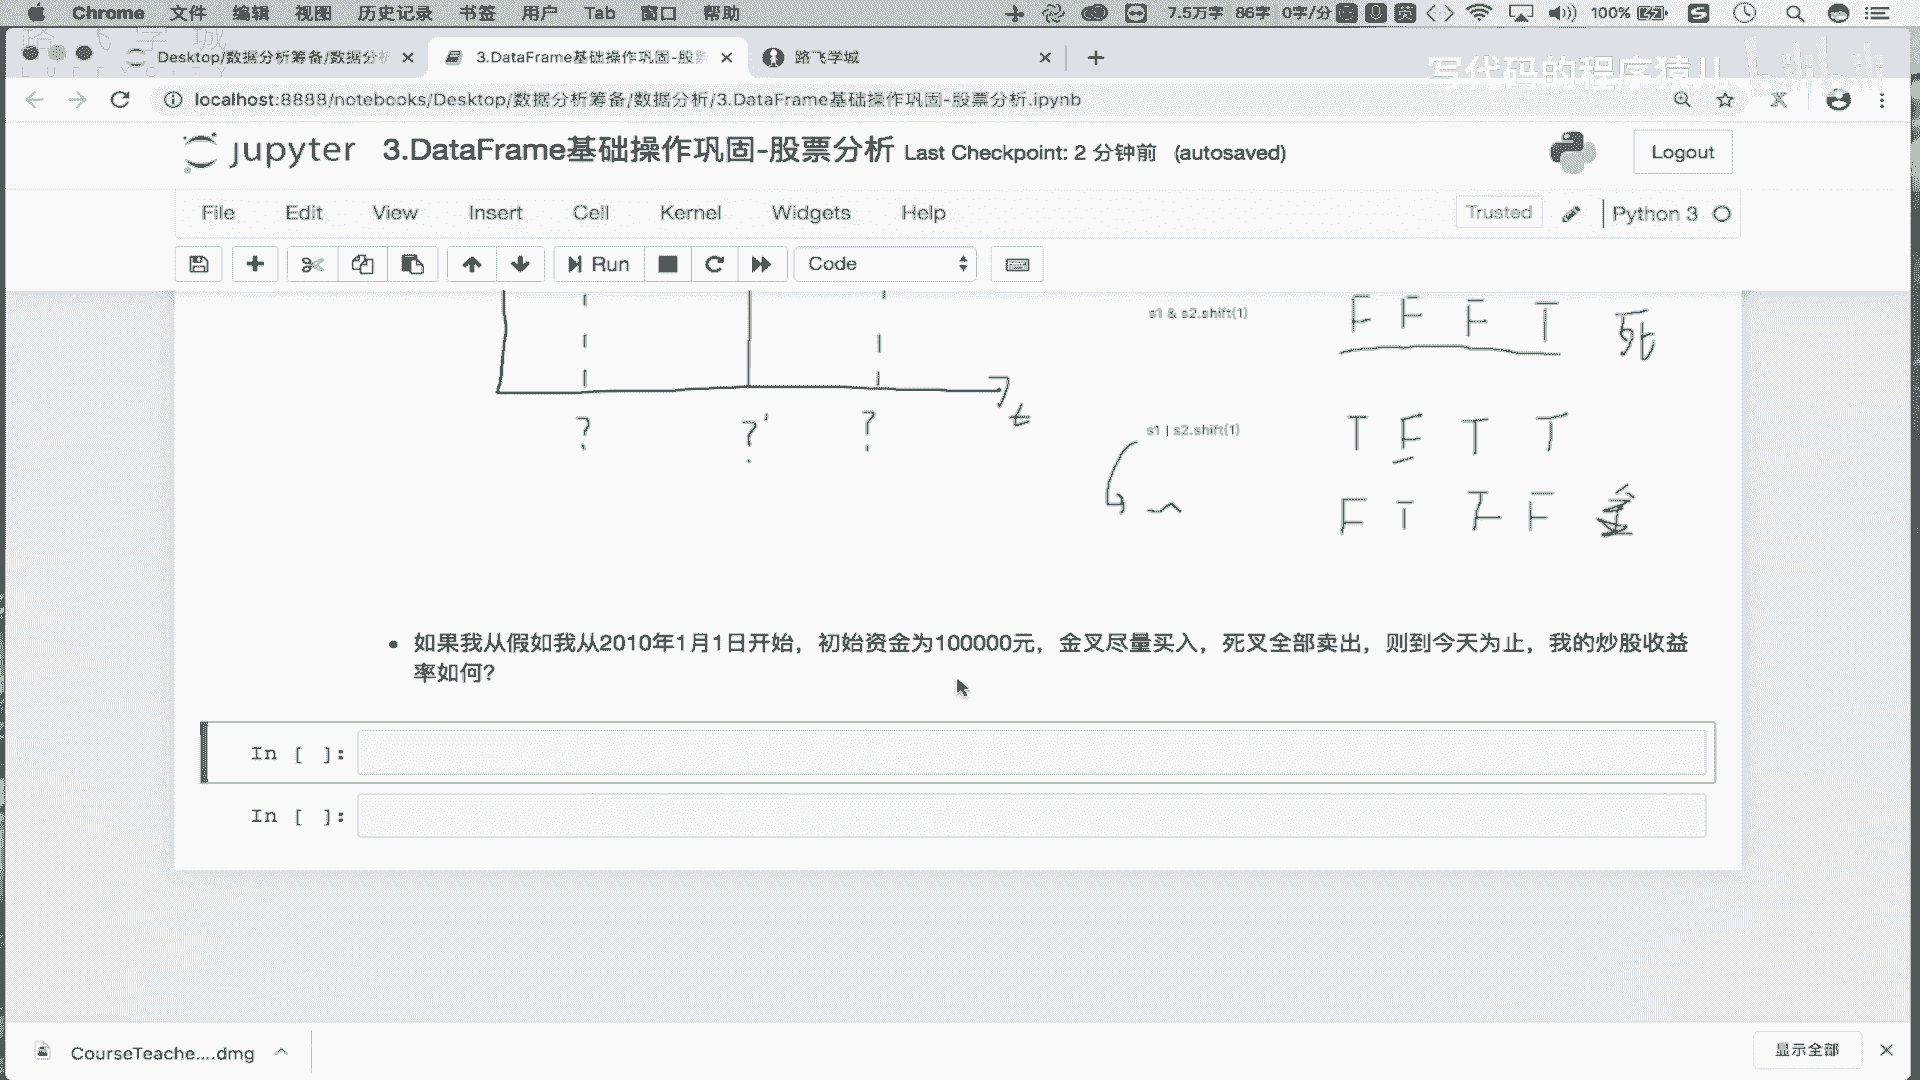 Chrome 文件 编辑 视图 历史记录 书签 用户 Tab 窗口 帮助 7.5万字 86字 0字/分 英 100%
路飞学城
LUFFYCITY
写代码的程序猿儿 bilibili
Desktop/数据分析筹备/数据分析 3.DataFrame基础操作巩固-股票 路飞学城
localhost:8888/notebooks/Desktop/数据分析筹备/数据分析/3.DataFrame基础操作巩固-股票分析.ipynb
jupyter 3.DataFrame基础操作巩固-股票分析 Last Checkpoint: 2 分钟前 (autosaved) Logout
File Edit View Insert Cell Kernel Widgets Help Trusted Python 3
Run Code
s1 & s2.shift(1) F F F T 死
? ? ? t
s1 | s2.shift(1) T F T T
~ F T F F 金
如果我从假如我从2010年1月1日开始，初始资金为100000元，金叉尽量买入，死叉全部卖出，则到今天为止，我的炒股收益
率如何？
In [ ]:
In [ ]:
CourseTeache....dmg 显示全部